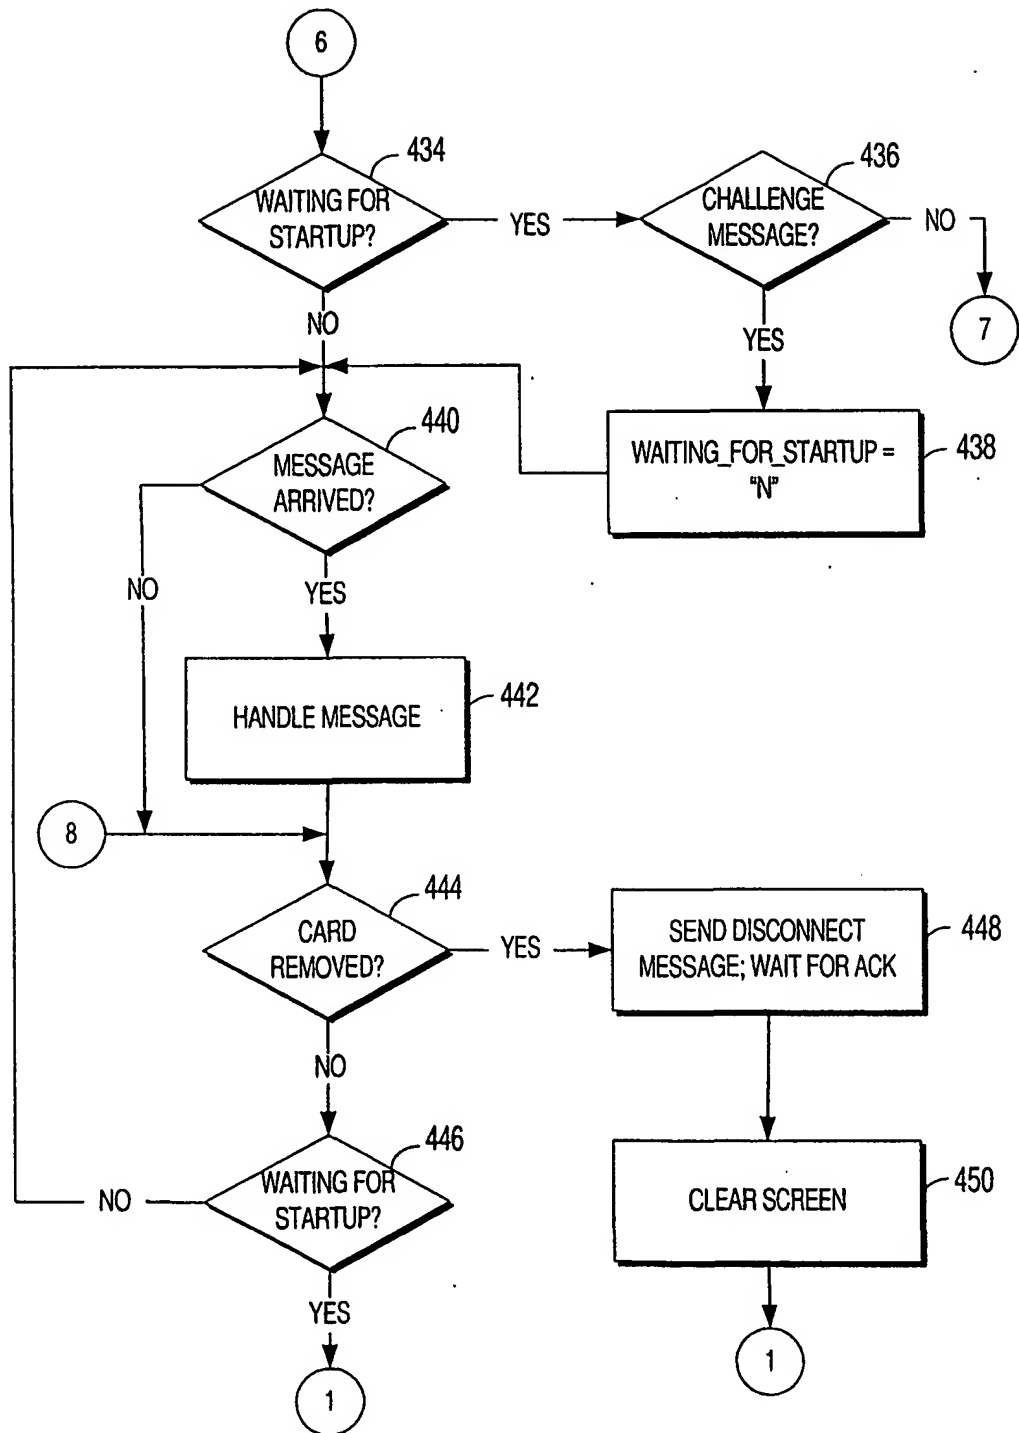 6
434
WAITING FOR
STARTUP?
YES
436
CHALLENGE
MESSAGE?
NO
7
NO
YES
440
MESSAGE
ARRIVED?
WAITING_FOR_STARTUP =
"N"
438
NO
YES
HANDLE MESSAGE
442
8
444
CARD
REMOVED?
YES
SEND DISCONNECT
MESSAGE; WAIT FOR ACK
448
NO
446
WAITING FOR
STARTUP?
NO
CLEAR SCREEN
450
YES
1
1